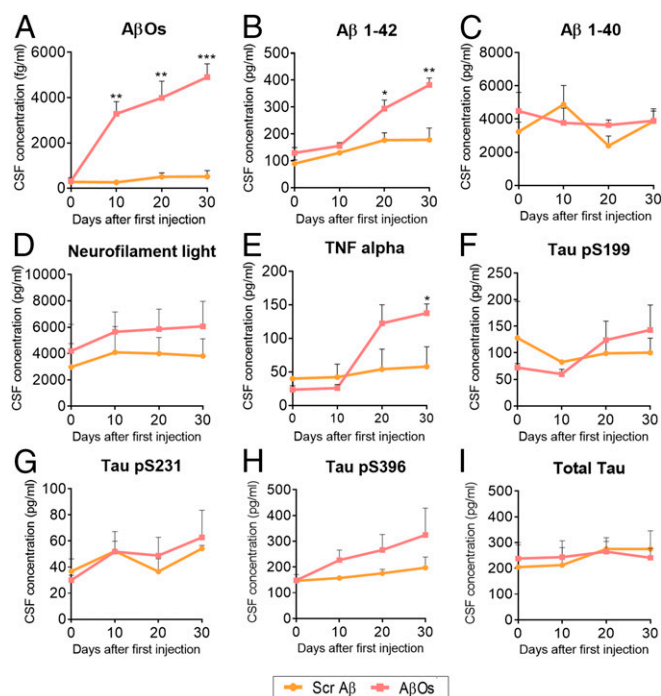 A
AβOs
CSF concentration (fg/ml)
6000
4000
2000
0
**
**
***
0 10 20 30
Days after first injection
B
Aβ 1-42
CSF concentration (pg/ml)
500
400
300
200
100
0
*
**
0 10 20 30
Days after first injection
C
Aβ 1-40
CSF concentration (pg/ml)
8000
6000
4000
2000
0
0 10 20 30
Days after first injection
D
Neurofilament light
CSF concentration (pg/ml)
10000
8000
6000
4000
2000
0
0 10 20 30
Days after first injection
E
TNF alpha
CSF concentration (pg/ml)
200
150
100
50
0
*
0 10 20 30
Days after first injection
F
Tau pS199
CSF concentration (pg/ml)
250
200
150
100
50
0
0 10 20 30
Days after first injection
G
Tau pS231
CSF concentration (pg/ml)
100
80
60
40
20
0
0 10 20 30
Days after first injection
H
Tau pS396
CSF concentration (pg/ml)
500
400
300
200
100
0
0 10 20 30
Days after first injection
I
Total Tau
CSF concentration (pg/ml)
500
400
300
200
100
0
0 10 20 30
Days after first injection
Scr Aβ AβOs